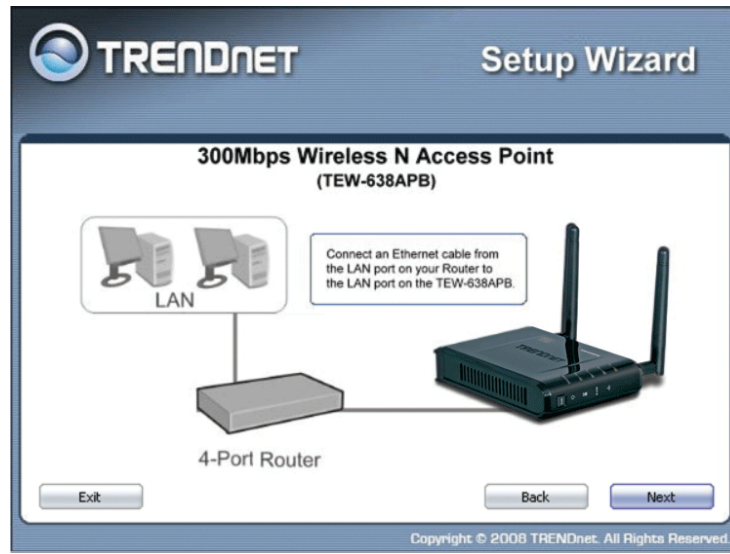 TRENDNET
Setup Wizard
300Mbps Wireless N Access Point
(TEW-638APB)
Connect an Ethernet cable from
the LAN port on your Router to
the LAN port on the TEW-638APB.
LAN
TRENDNET
4-Port Router
Exit
Back
Next
Copyright © 2008 TRENDnet. All Rights Reserved.